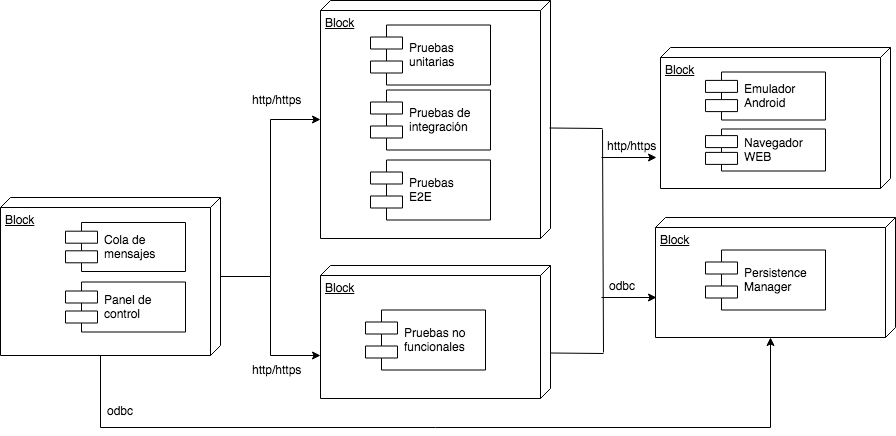 Block
Pruebas
unitarias
Pruebas de
integración
Pruebas
E2E
http/https
Block
Emulador
Android
Navegador
WEB
http/https
Block
Cola de
mensajes
Panel de
control
Block
Persistence
Manager
odbc
Block
Pruebas no
funcionales
http/https
odbc